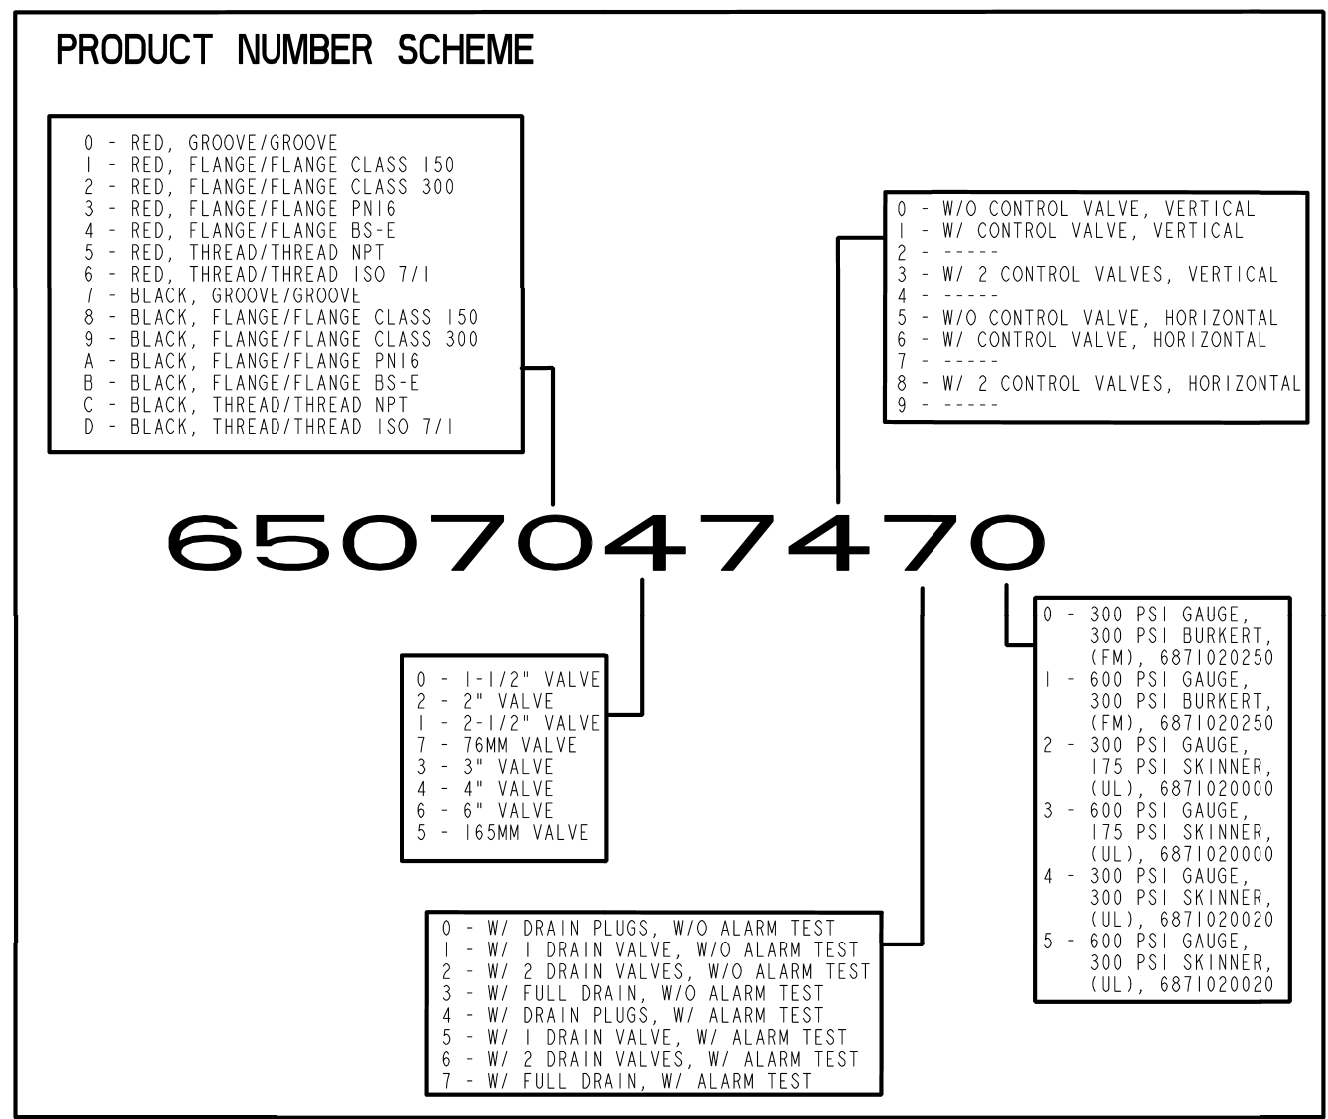 PRODUCT NUMBER SCHEME
0 - RED, GROOVE/GROOVE
1 - RED, FLANGE/FLANGE CLASS 150
2 - RED, FLANGE/FLANGE CLASS 300
3 - RED, FLANGE/FLANGE PN16
4 - RED, FLANGE/FLANGE BS-E
5 - RED, THREAD/THREAD NPT
6 - RED, THREAD/THREAD ISO 7/1
7 - BLACK, GROOVE/GROOVE
8 - BLACK, FLANGE/FLANGE CLASS 150
9 - BLACK, FLANGE/FLANGE CLASS 300
A - BLACK, FLANGE/FLANGE PN16
B - BLACK, FLANGE/FLANGE BS-E
C - BLACK, THREAD/THREAD NPT
D - BLACK, THREAD/THREAD ISO 7/1
0 - W/O CONTROL VALVE, VERTICAL
1 - W/ CONTROL VALVE, VERTICAL
2 - -----
3 - W/ 2 CONTROL VALVES, VERTICAL
4 - -----
5 - W/O CONTROL VALVE, HORIZONTAL
6 - W/ CONTROL VALVE, HORIZONTAL
7 - -----
8 - W/ 2 CONTROL VALVES, HORIZONTAL
9 - -----
6507047470
0 - 1-1/2" VALVE
2 - 2" VALVE
1 - 2-1/2" VALVE
7 - 76MM VALVE
3 - 3" VALVE
4 - 4" VALVE
6 - 6" VALVE
5 - 165MM VALVE
0 - 300 PSI GAUGE,
300 PSI BURKERT,
(FM), 6871020250
1 - 600 PSI GAUGE,
300 PSI BURKERT,
(FM), 6871020250
2 - 300 PSI GAUGE,
175 PSI SKINNER,
(UL), 6871020000
3 - 600 PSI GAUGE,
175 PSI SKINNER,
(UL), 6871020000
4 - 300 PSI GAUGE,
300 PSI SKINNER,
(UL), 6871020020
5 - 600 PSI GAUGE,
300 PSI SKINNER,
(UL), 6871020020
0 - W/ DRAIN PLUGS, W/O ALARM TEST
1 - W/ 1 DRAIN VALVE, W/O ALARM TEST
2 - W/ 2 DRAIN VALVES, W/O ALARM TEST
3 - W/ FULL DRAIN, W/O ALARM TEST
4 - W/ DRAIN PLUGS, W/ ALARM TEST
5 - W/ 1 DRAIN VALVE, W/ ALARM TEST
6 - W/ 2 DRAIN VALVES, W/ ALARM TEST
7 - W/ FULL DRAIN, W/ ALARM TEST